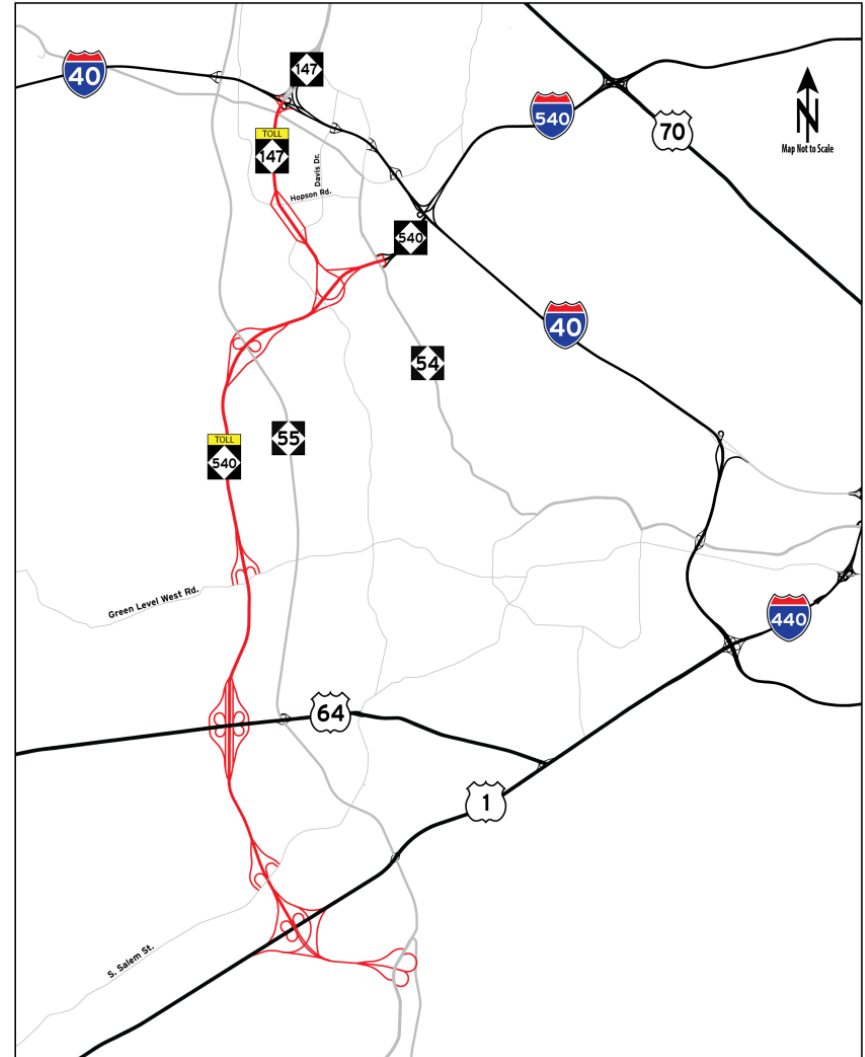 40
147
540
70
N
Map Not to Scale
TOLL
147
Davis Dr.
Hopson Rd.
540
40
54
55
TOLL
540
Green Level West Rd.
440
64
1
S. Salem St.